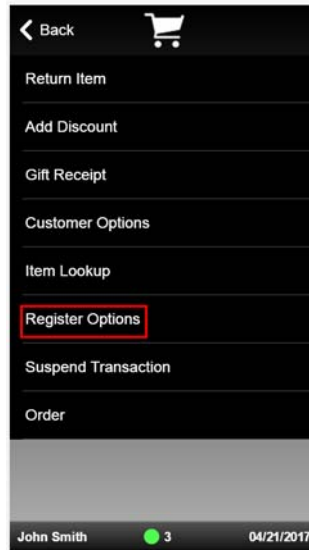 Back
Return Item
Add Discount
Gift Receipt
Customer Options
Item Lookup
Register Options
Suspend Transaction
Order
John Smith 3 04/21/2017